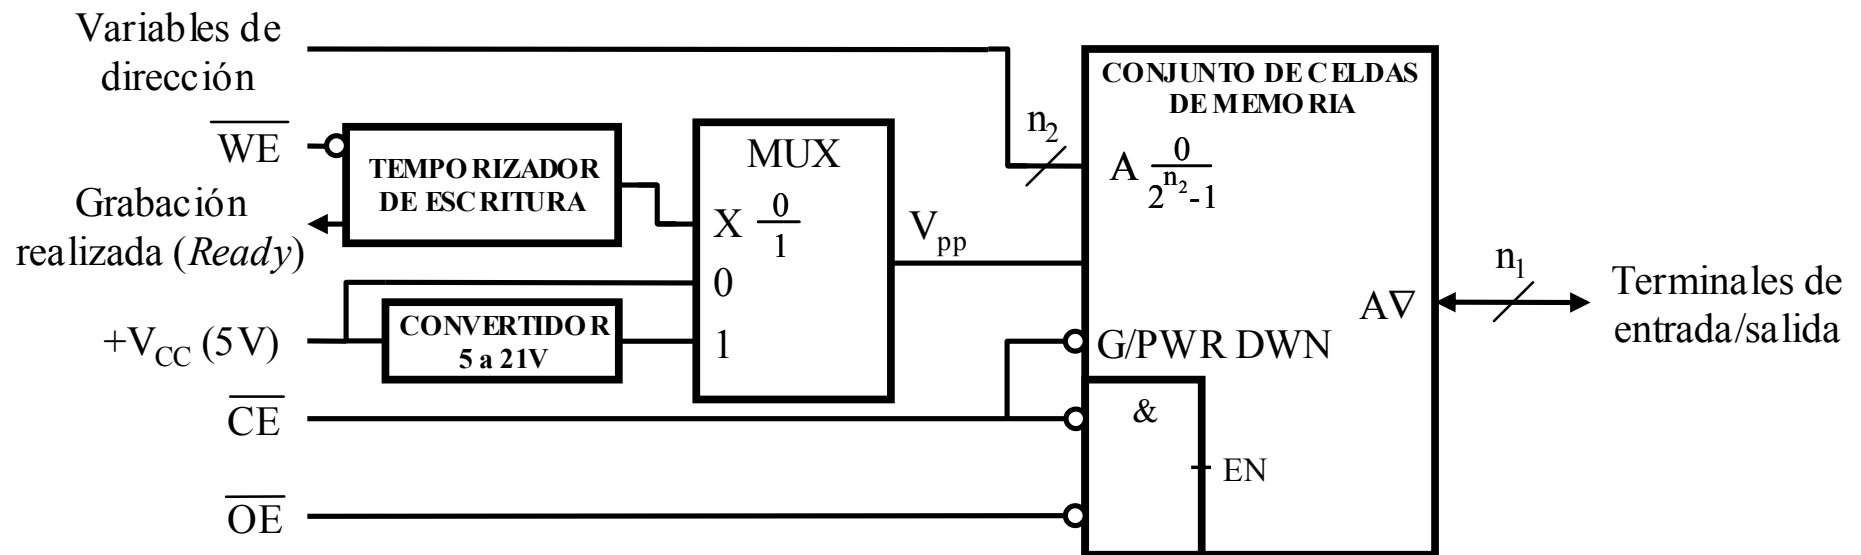 Variables de
dirección
WE
Grabación
realizada (Ready)
+VCC (5V)
CE
OE
TEMPORIZADOR
DE ESCRITURA
CONVERTIDOR
5 a 21V
MUX
X 0/1
0
1
Vpp
n2
CONJUNTO DE CELDAS
DE MEMORIA
A 0/2^n2-1
A∇
G/PWR DWN
&
EN
n1
Terminales de
entrada/salida